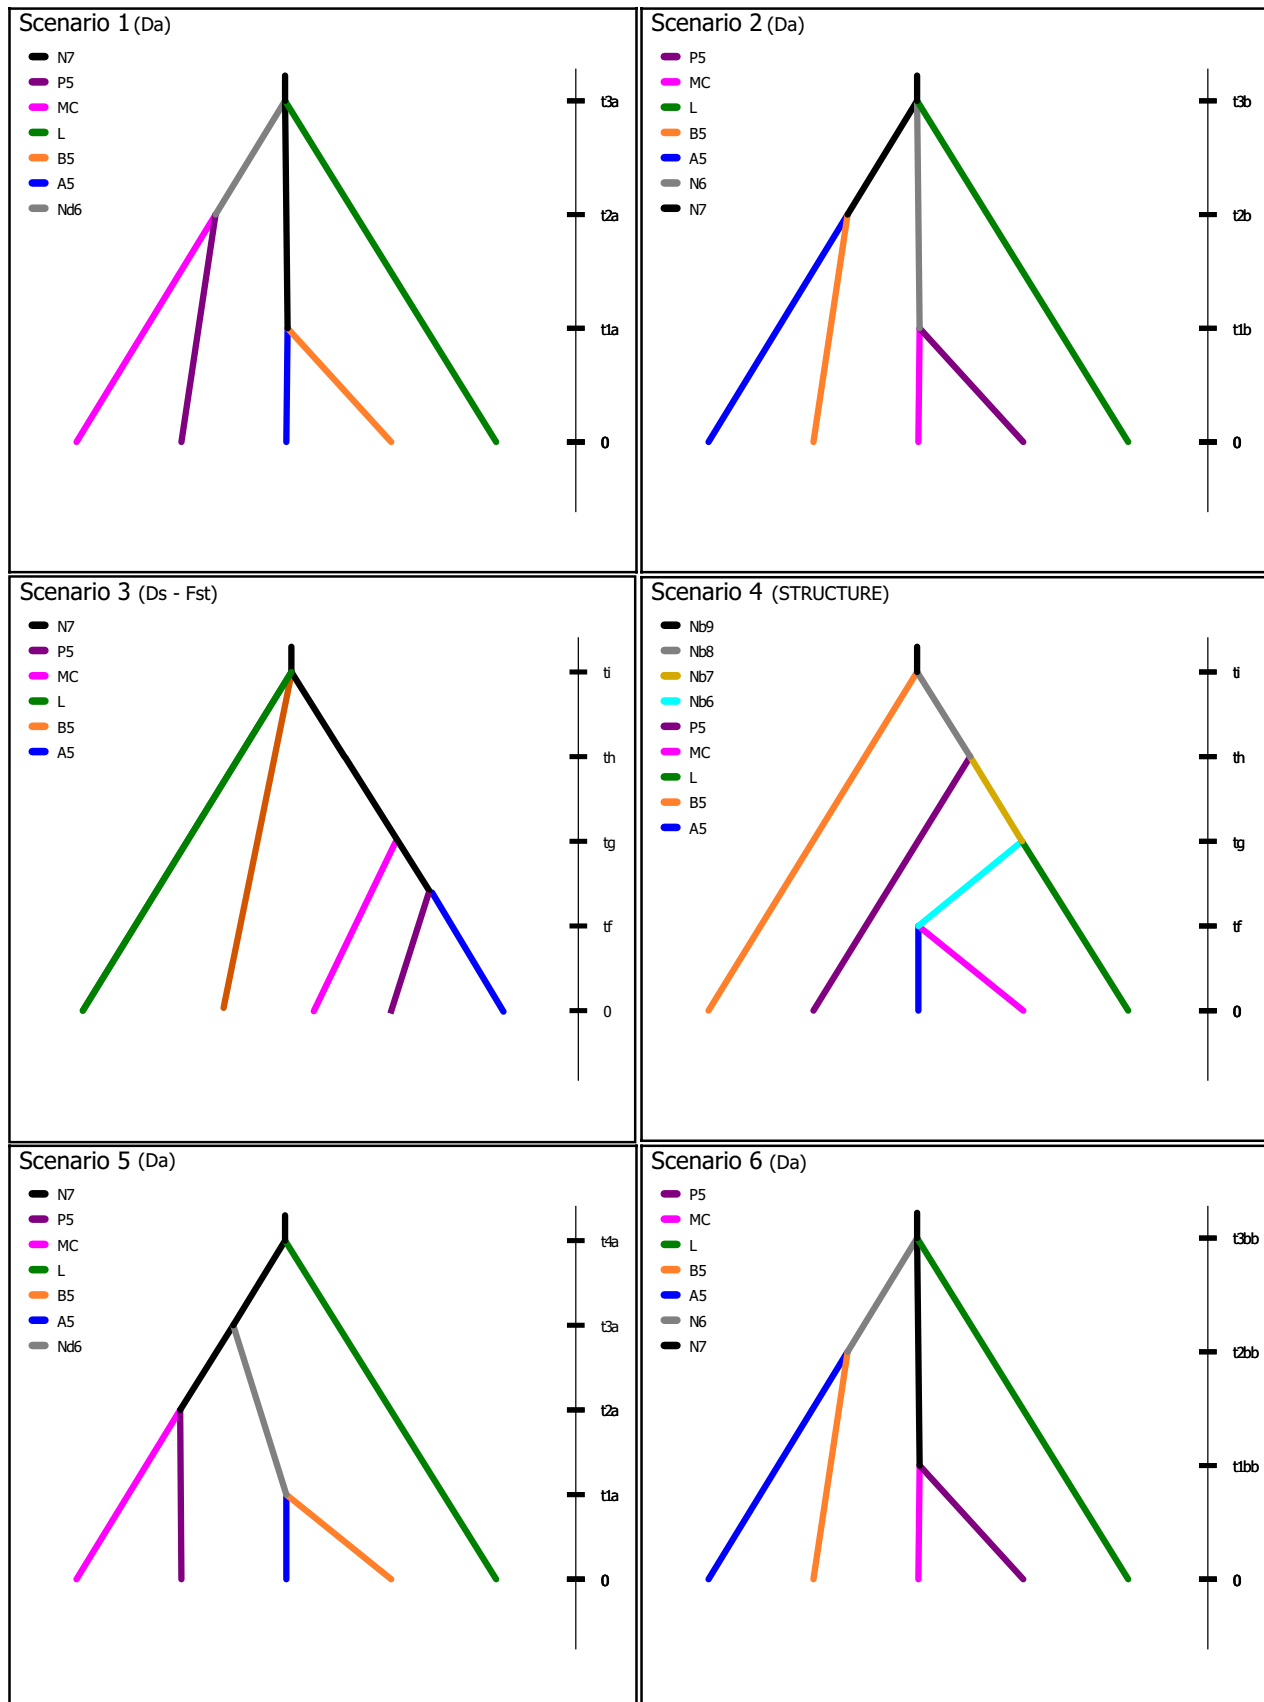 Scenario 1 (Da)
N7
P5
MC
L
B5
A5
Nd6
t3a
t2a
t1a
0
Scenario 2 (Da)
P5
MC
L
B5
A5
N6
N7
t3b
t2b
t1b
0
Scenario 3 (Ds - Fst)
N7
P5
MC
L
B5
A5
ti
th
tg
tf
0
Scenario 4 (STRUCTURE)
Nb9
Nb8
Nb7
Nb6
P5
MC
L
B5
A5
ti
th
tg
tf
0
Scenario 5 (Da)
N7
P5
MC
L
B5
A5
Nd6
t4a
t3a
t2a
t1a
0
Scenario 6 (Da)
P5
MC
L
B5
A5
N6
N7
t3bb
t2bb
t1bb
0